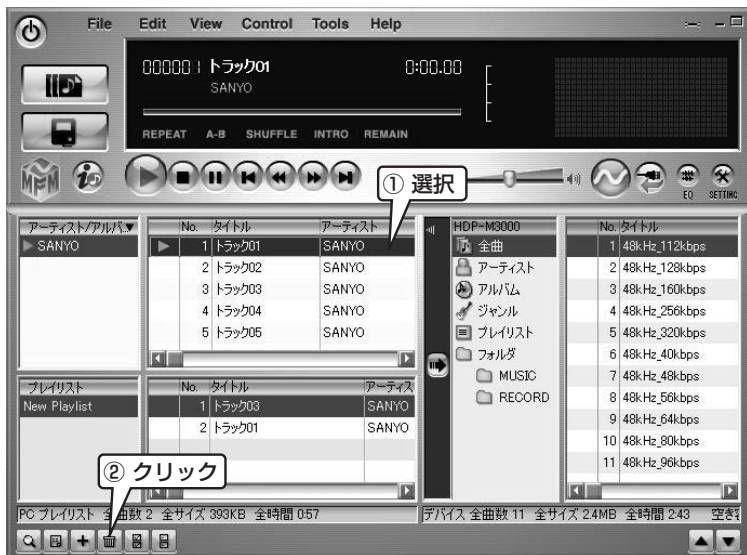 File Edit View Control Tools Help
000001 トラック01 0:00.00
SANYO
REPEAT A-B SHUFFLE INTRO REMAIN
MFM
① 選択
EQ SETTING
アーティスト/アルバム
SANYO
No. タイトル アーティスト
1 トラック01 SANYO
2 トラック02 SANYO
3 トラック03 SANYO
4 トラック04 SANYO
5 トラック05 SANYO
HDP-M3000
全曲
アーティスト
アルバム
ジャンル
プレイリスト
フォルダ
MUSIC
RECORD
No. タイトル
1 48kHz_112kbps
2 48kHz_128kbps
3 48kHz_160kbps
4 48kHz_256kbps
5 48kHz_320kbps
6 48kHz_40kbps
7 48kHz_48kbps
8 48kHz_56kbps
9 48kHz_64kbps
10 48kHz_80kbps
11 48kHz_96kbps
プレイリスト
New Playlist
No. タイトル アーティス
1 トラック03 SANYO
2 トラック01 SANYO
② クリック
PC プレイリスト 全曲数 2 全サイズ 393KB 全時間 0:57
デバイス 全曲数 11 全サイズ 2.4MB 全時間 2:43 空き